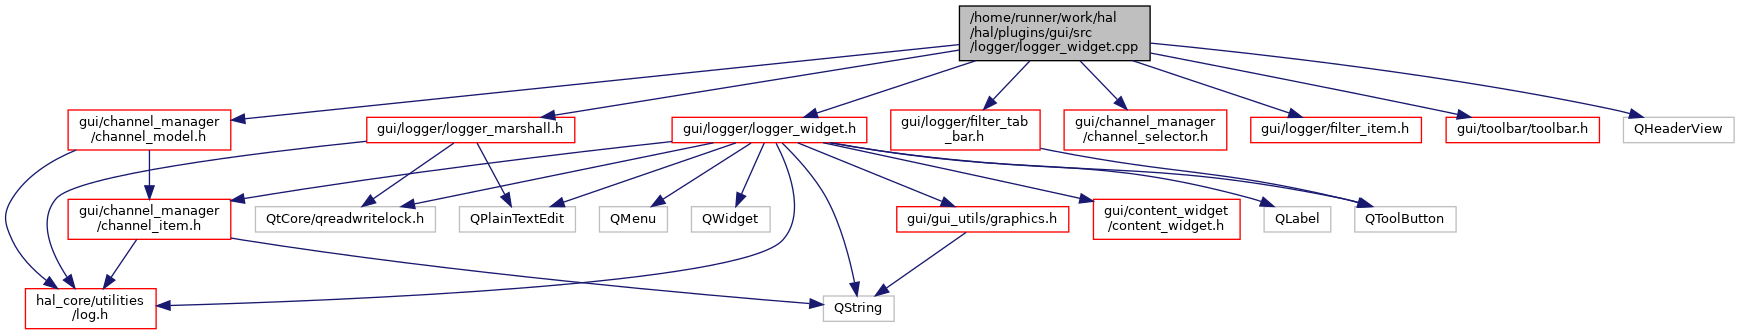 /home/runner/work/hal
/hal/plugins/gui/src
/logger/logger_widget.cpp
gui/channel_manager
/channel_model.h
gui/logger/logger_marshall.h
gui/logger/logger_widget.h
gui/logger/filter_tab
_bar.h
gui/channel_manager
/channel_selector.h
gui/logger/filter_item.h
gui/toolbar/toolbar.h
QHeaderView
gui/channel_manager
/channel_item.h
QtCore/qreadwritelock.h
QPlainTextEdit
QMenu
QWidget
gui/gui_utils/graphics.h
gui/content_widget
/content_widget.h
QLabel
QToolButton
hal_core/utilities
/log.h
QString